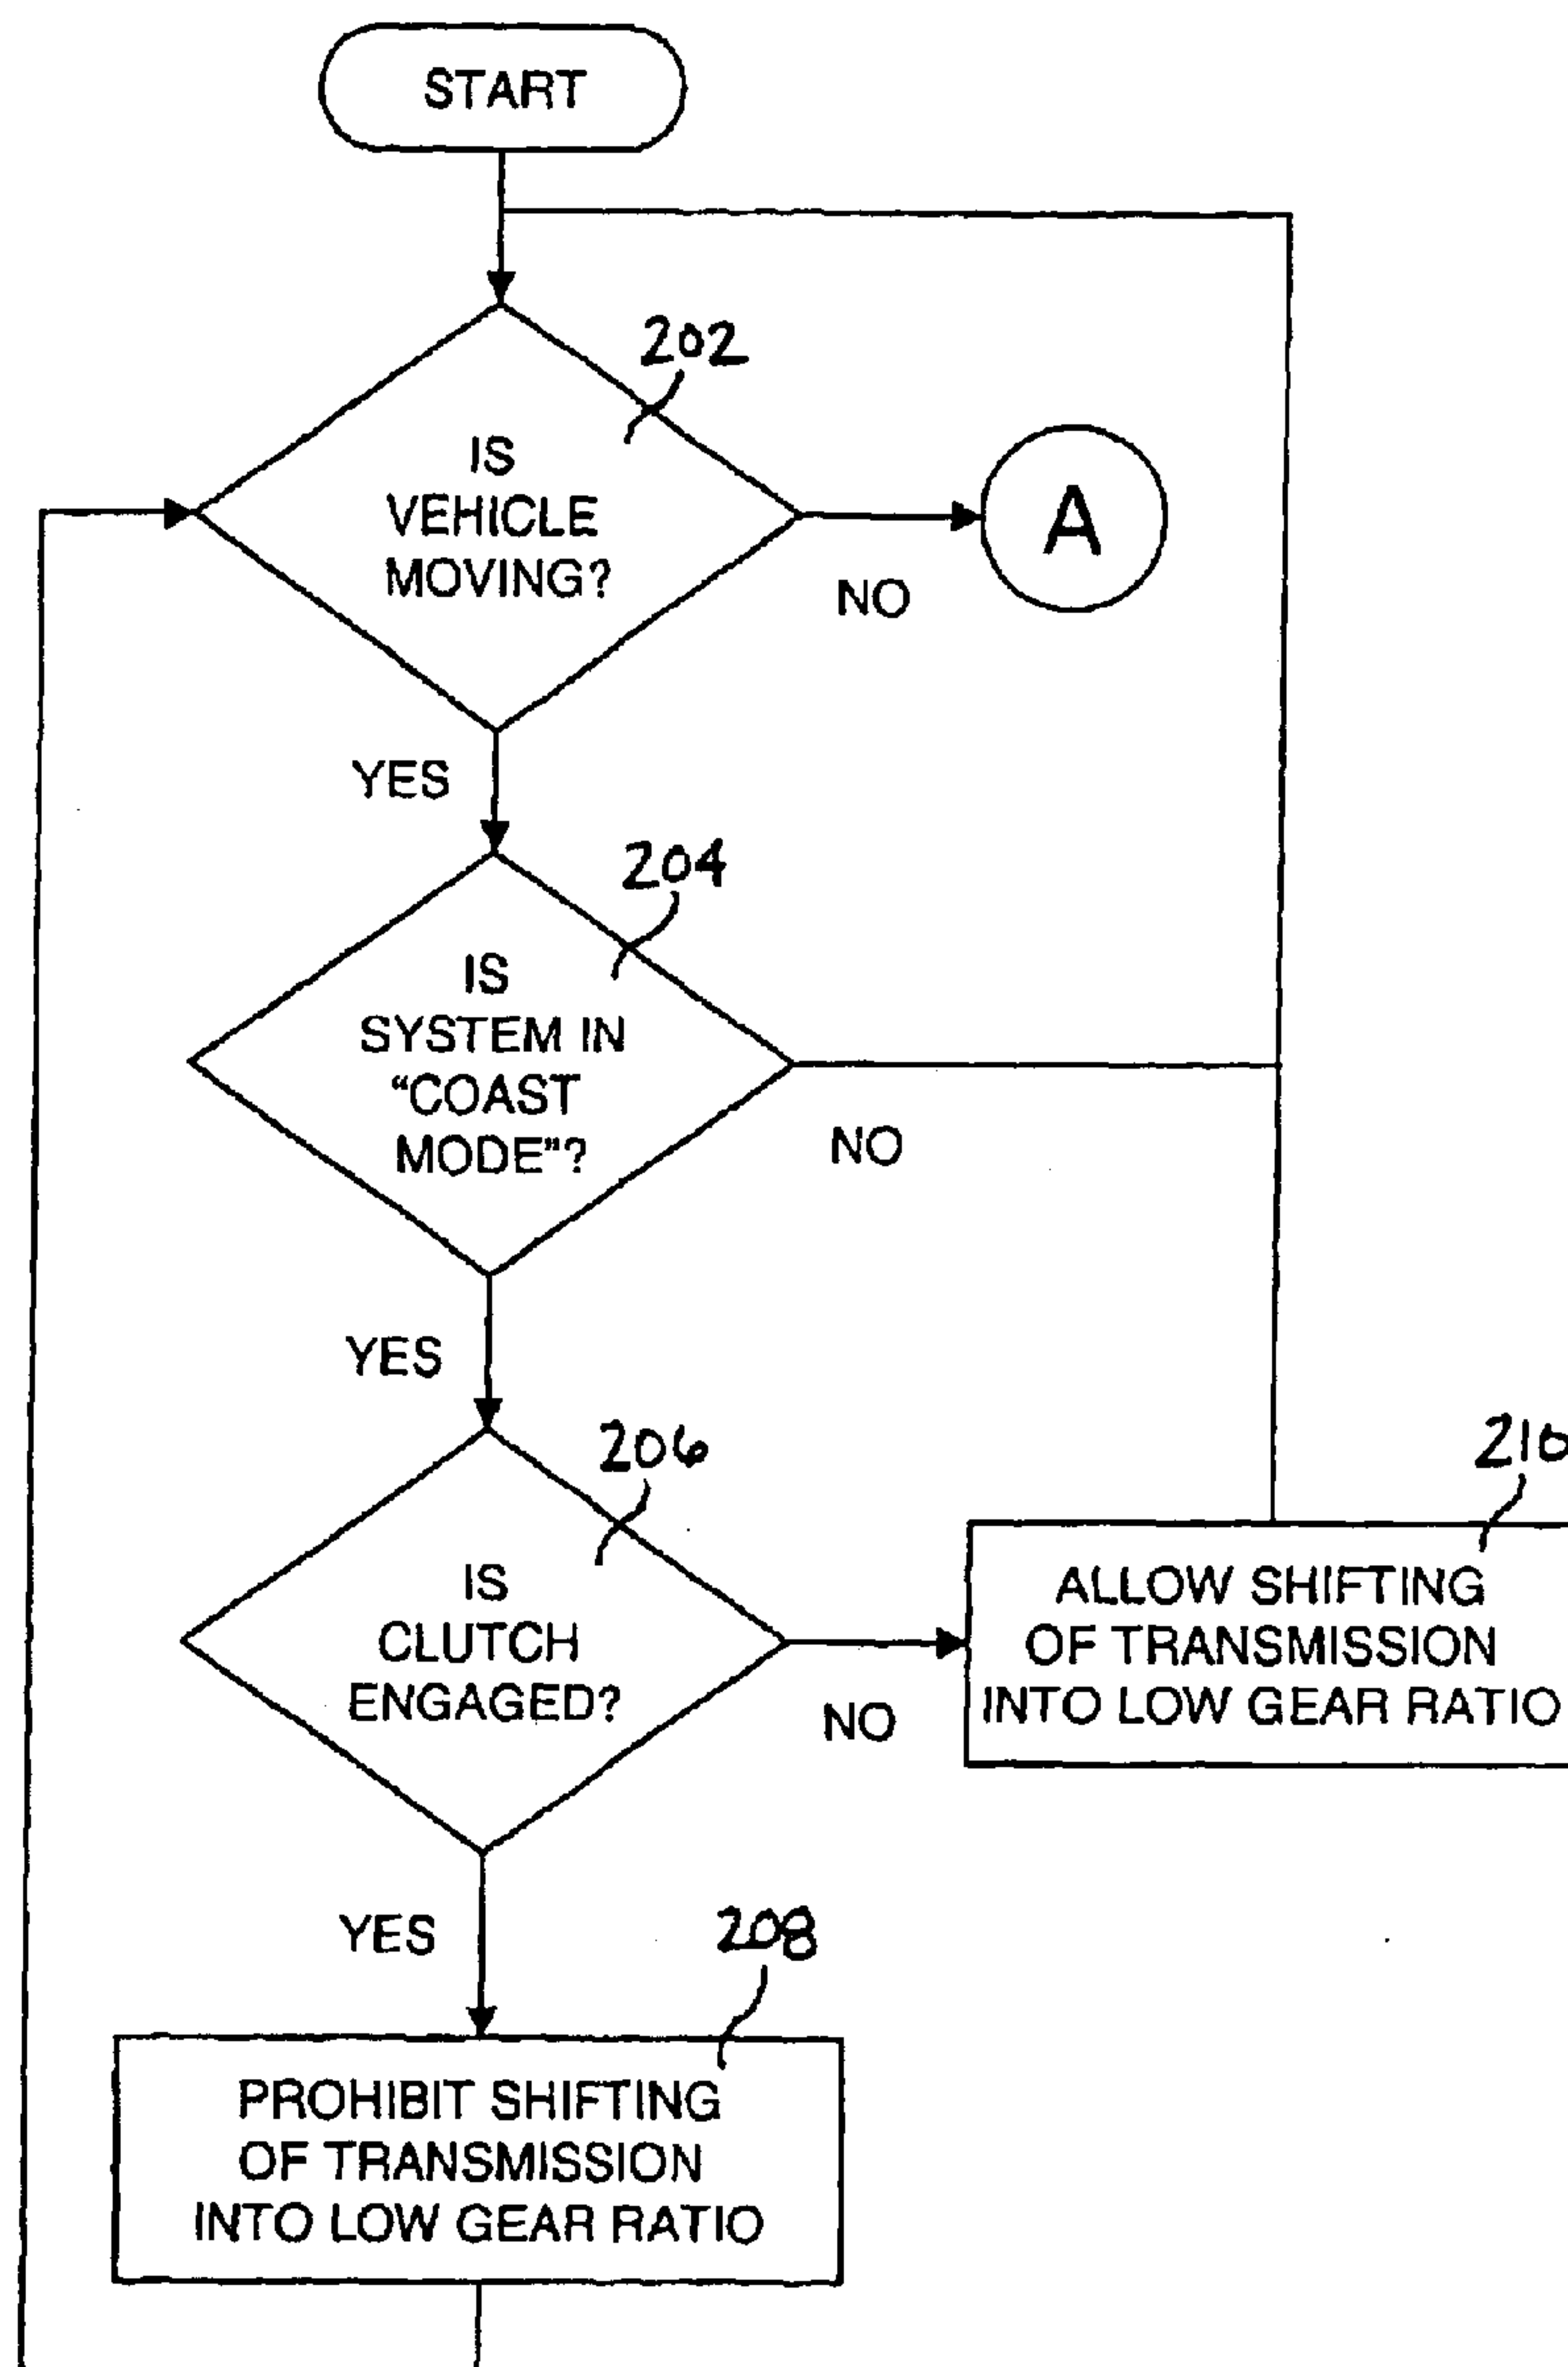 START
202
IS
VEHICLE
MOVING?
A
NO
YES
204
IS
SYSTEM IN
“COAST
MODE”?
NO
YES
206
IS
CLUTCH
ENGAGED?
NO
210
ALLOW SHIFTING
OF TRANSMISSION
INTO LOW GEAR RATIO
YES
208
PROHIBIT SHIFTING
OF TRANSMISSION
INTO LOW GEAR RATIO